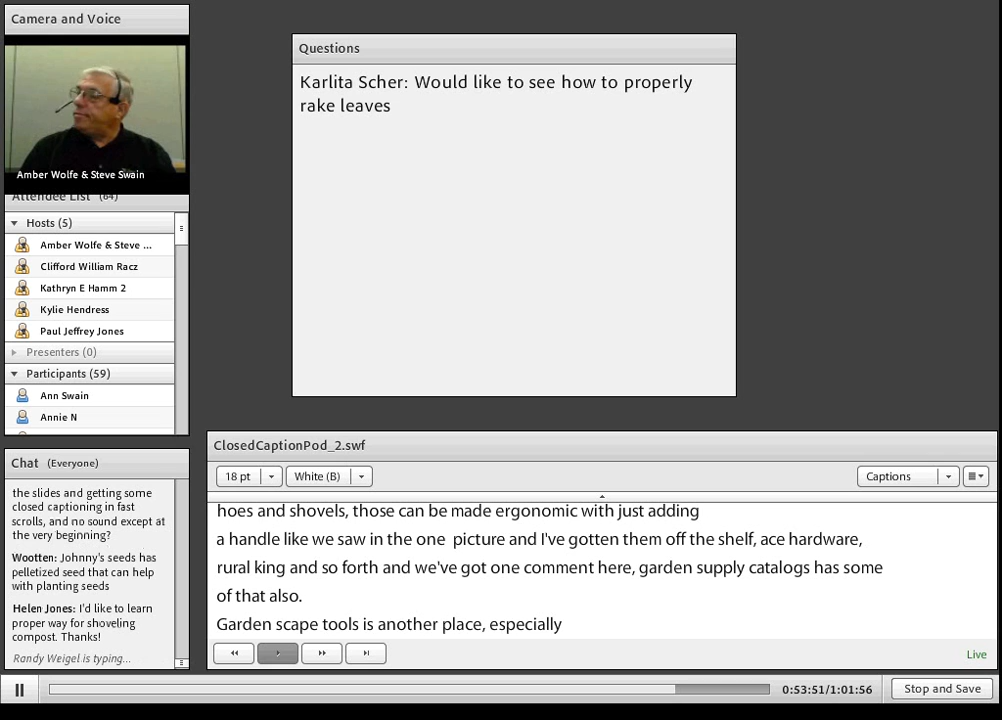 Camera and Voice
Amber Wolfe & Steve Swain
Attendee List (64)
Hosts (5)
Amber Wolfe & Steve ...
Clifford William Racz
Kathryn E Hamm 2
Kylie Hendress
Paul Jeffrey Jones
Presenters (0)
Participants (59)
Ann Swain
Annie N
Chat (Everyone)
the slides and getting some
closed captioning in fast
scrolls, and no sound except at
the very beginning?
Wootten: Johnny's seeds has
pelletized seed that can help
with planting seeds
Helen Jones: I'd like to learn
proper way for shoveling
compost. Thanks!
Randy Weigel is typing...
Questions
Karlita Scher: Would like to see how to properly
rake leaves
ClosedCaptionPod_2.swf
18 pt
White (B)
Captions
hoes and shovels, those can be made ergonomic with just adding
a handle like we saw in the one  picture and I've gotten them off the shelf, ace hardware,
rural king and so forth and we've got one comment here, garden supply catalogs has some
of that also.
Garden scape tools is another place, especially
Live
0:53:51/1:01:56
Stop and Save